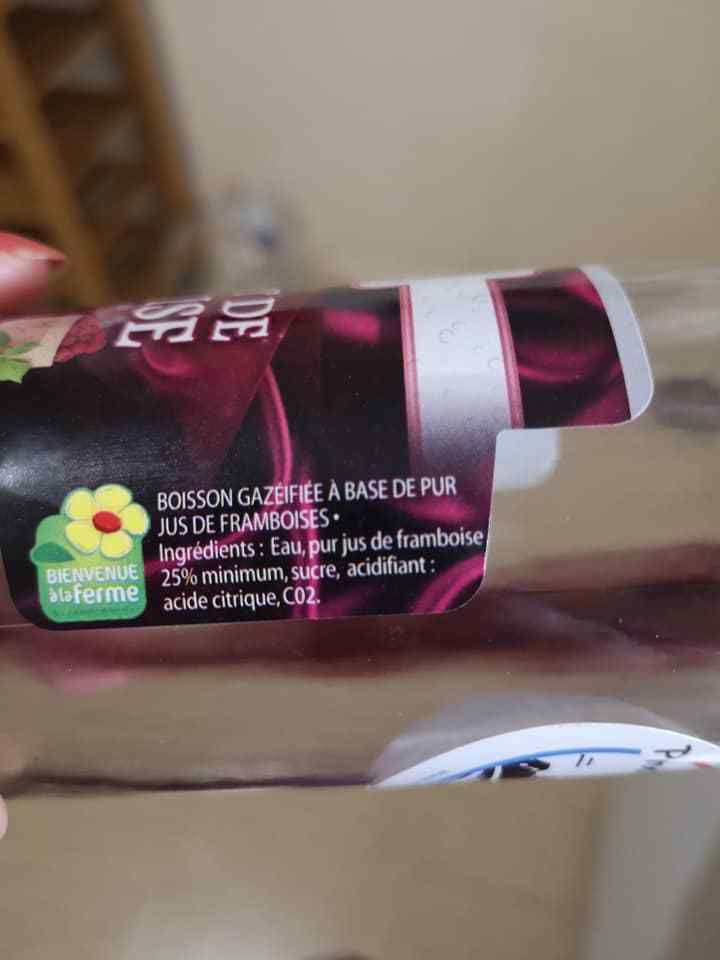 DE
BOISSON GAZÉIFIÉE À BASE DE PUR
JUS DE FRAMBOISES •
Ingrédients : Eau, pur jus de framboise
25% minimum, sucre, acidifiant :
acide citrique, C02.
BIENVENUE
à la ferme